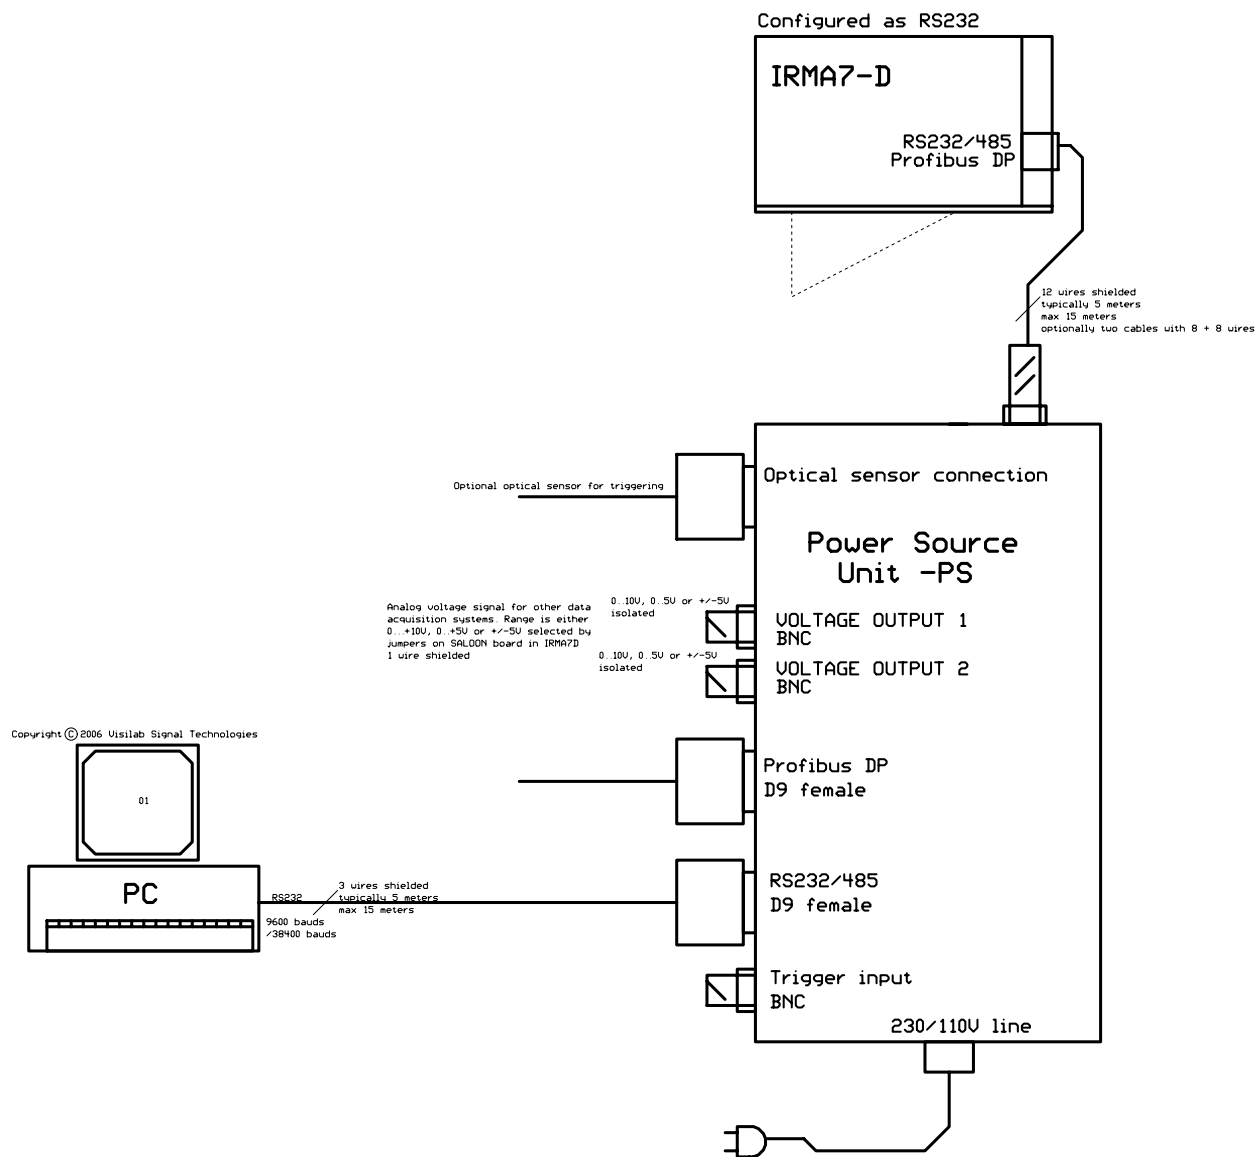 Configured as RS232
IRMA7-D
RS232/485
Profibus DP
12 wires shielded
typically 5 meters
max 15 meters
optionally two cables with 8 + 8 wires
Optional optical sensor for triggering
Optical sensor connection
Power Source
Unit -PS
Analog voltage signal for other data
acquisition systems. Range is either
0...+10V, 0..+5V or +/-5V selected by
jumpers on SALOON board in IRMA7D
1 wire shielded
0..10V, 0..5V or +/-5V
isolated
VOLTAGE OUTPUT 1
BNC
0..10V, 0..5V or +/-5V
isolated
VOLTAGE OUTPUT 2
BNC
Copyright © 2006 Visilab Signal Technologies
01
Profibus DP
D9 female
PC
RS232
9600 bauds
/38400 bauds
3 wires shielded
typically 5 meters
max 15 meters
RS232/485
D9 female
Trigger input
BNC
230/110V line